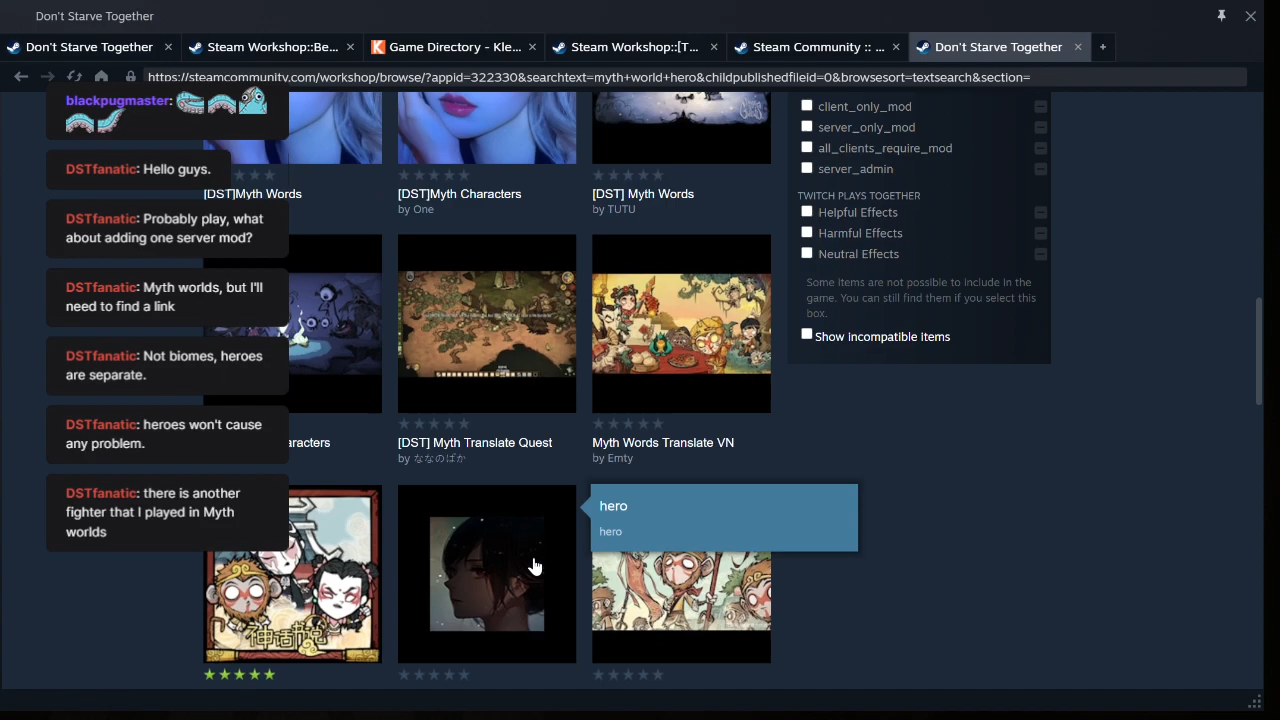 Don't Starve Together
Don't Starve Together
Steam Workshop::Be...
Game Directory - Kle...
Steam Workshop::[T...
Steam Community :: ...
Don't Starve Together
https://steamcommunity.com/workshop/browse/?appid=322330&searchtext=myth+world+hero&childpublishedfileid=0&browsesort=textsearch&section=
blackpugmaster:
DSTfanatic: Hello guys.
DSTfanatic: Probably play, what
about adding one server mod?
DSTfanatic: Myth worlds, but I'll
need to find a link
DSTfanatic: Not biomes, heroes
are separate.
DSTfanatic: heroes won't cause
any problem.
DSTfanatic: there is another
fighter that I played in Myth
worlds
[DST]Myth Words
[DST]Myth Characters
by One
[DST] Myth Words
by TUTU
aracters
[DST] Myth Translate Quest
by ななのばか
Myth Words Translate VN
by Emty
hero
hero
神话书说
client_only_mod
server_only_mod
all_clients_require_mod
server_admin
TWITCH PLAYS TOGETHER
Helpful Effects
Harmful Effects
Neutral Effects
Some items are not possible to include in the
game. You can still find them if you select this
box.
Show incompatible items